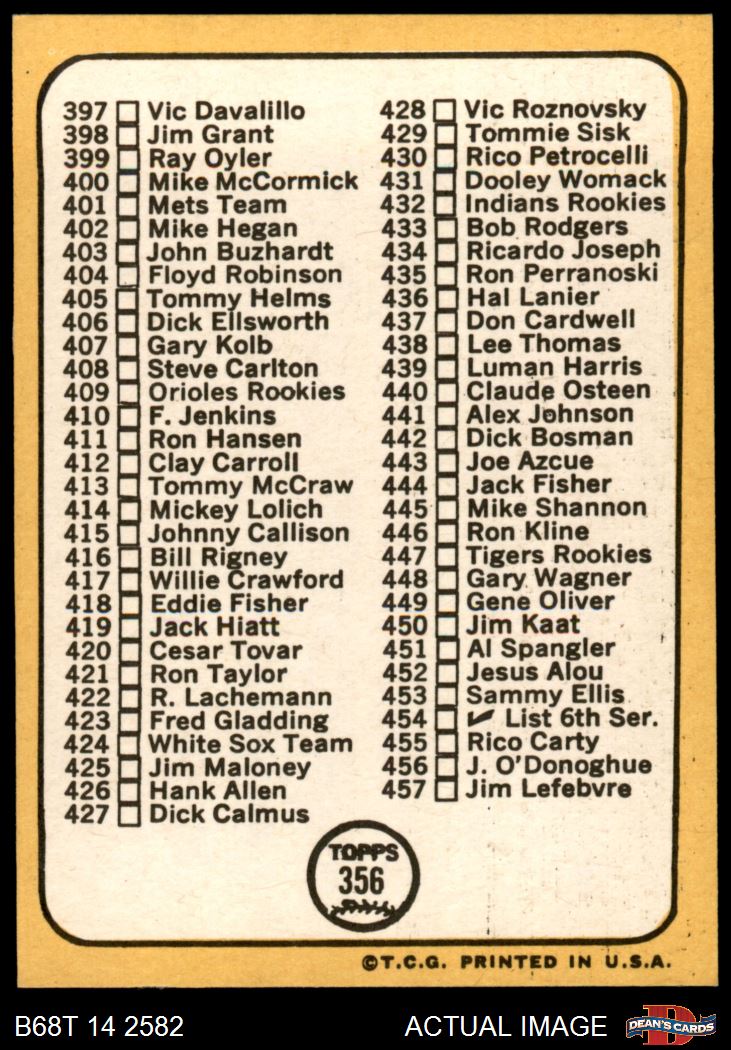 397 Vic Davalillo
398 Jim Grant
399 Ray Oyler
400 Mike McCormick
401 Mets Team
402 Mike Hegan
403 John Buzhardt
404 Floyd Robinson
405 Tommy Helms
406 Dick Ellsworth
407 Gary Kolb
408 Steve Carlton
409 Orioles Rookies
410 F. Jenkins
411 Ron Hansen
412 Clay Carroll
413 Tommy McCraw
414 Mickey Lolich
415 Johnny Callison
416 Bill Rigney
417 Willie Crawford
418 Eddie Fisher
419 Jack Hiatt
420 Cesar Tovar
421 Ron Taylor
422 R. Lachemann
423 Fred Gladding
424 White Sox Team
425 Jim Maloney
426 Hank Allen
427 Dick Calmus
428 Vic Roznovsky
429 Tommie Sisk
430 Rico Petrocelli
431 Dooley Womack
432 Indians Rookies
433 Bob Rodgers
434 Ricardo Joseph
435 Ron Perranoski
436 Hal Lanier
437 Don Cardwell
438 Lee Thomas
439 Luman Harris
440 Claude Osteen
441 Alex Johnson
442 Dick Bosman
443 Joe Azcue
444 Jack Fisher
445 Mike Shannon
446 Ron Kline
447 Tigers Rookies
448 Gary Wagner
449 Gene Oliver
450 Jim Kaat
451 Al Spangler
452 Jesus Alou
453 Sammy Ellis
454 ✓ List 6th Ser.
455 Rico Carty
456 J. O'Donoghue
457 Jim Lefebvre
TOPPS
356
©T.C.G. PRINTED IN U.S.A.
B68T 14 2582
ACTUAL IMAGE
D
DEAN'S CARDS